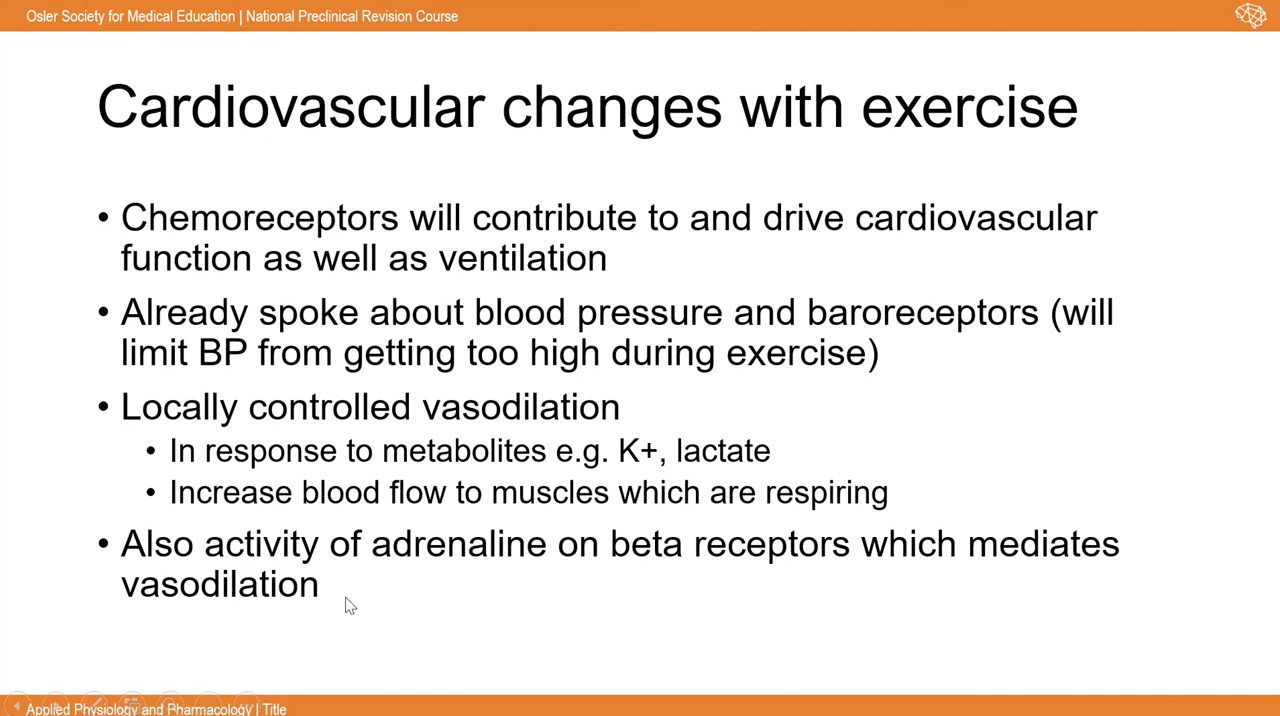 Osler Society for Medical Education | National Preclinical Revision Course
Cardiovascular changes with exercise
• Chemoreceptors will contribute to and drive cardiovascular
function as well as ventilation
• Already spoke about blood pressure and baroreceptors (will
limit BP from getting too high during exercise)
• Locally controlled vasodilation
• In response to metabolites e.g. K+, lactate
• Increase blood flow to muscles which are respiring
• Also activity of adrenaline on beta receptors which mediates
vasodilation
Applied Physiology and Pharmacology | Title